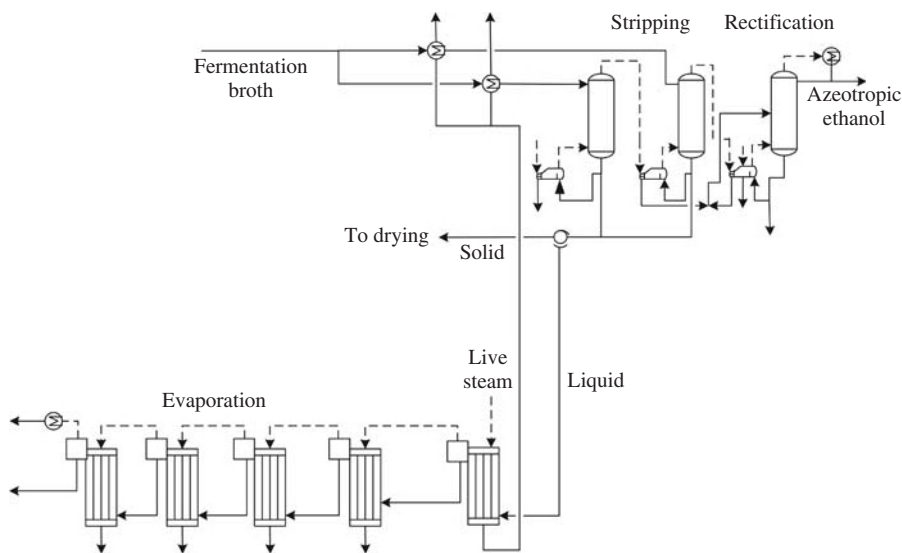 Stripping
Rectification
Fermentation
broth
Azeotropic
ethanol
To drying
Solid
Live
steam
Liquid
Evaporation